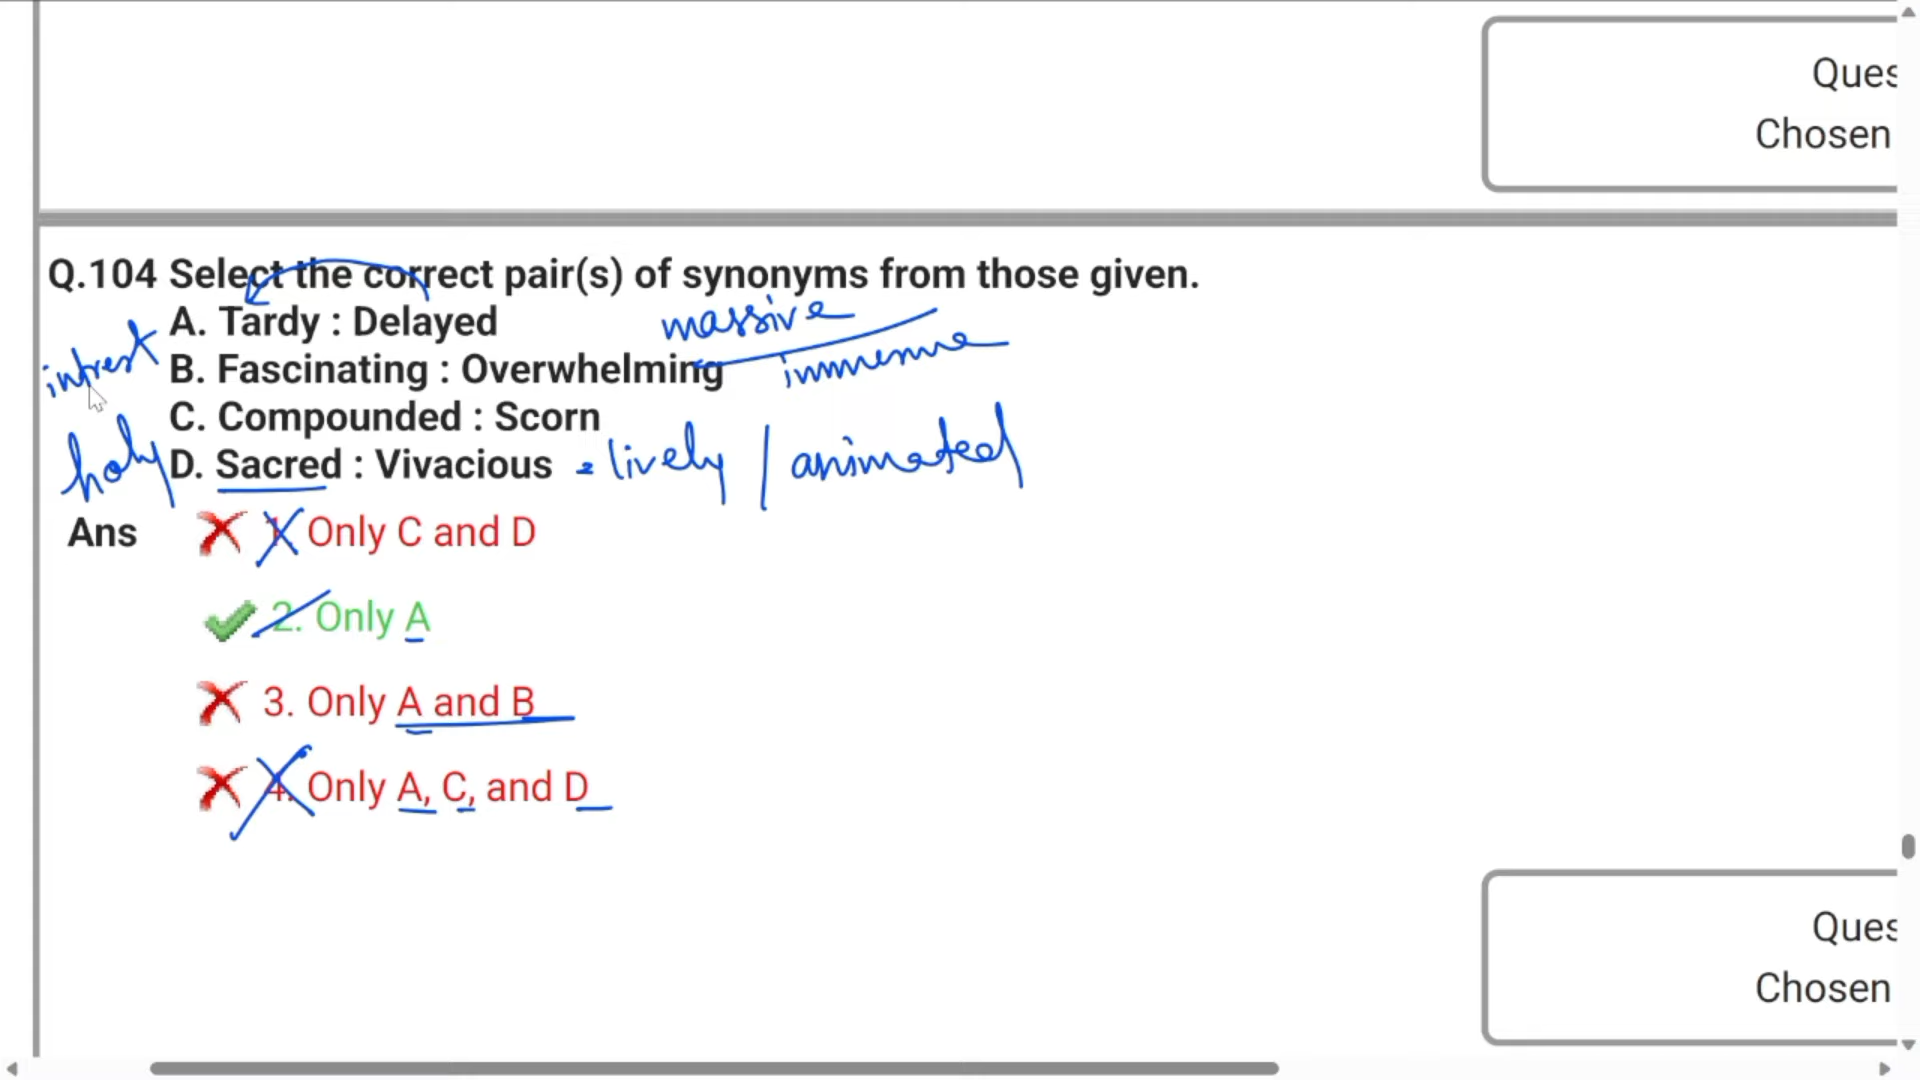 Ques
Chosen
Q.104 Select the correct pair(s) of synonyms from those given.
A. Tardy : Delayed
massive
intrest
B. Fascinating : Overwhelming
immense
C. Compounded : Scorn
holy
D. Sacred : Vivacious = lively / animated
Ans
1. Only C and D
2. Only A
3. Only A and B
4. Only A, C, and D
Ques
Chosen